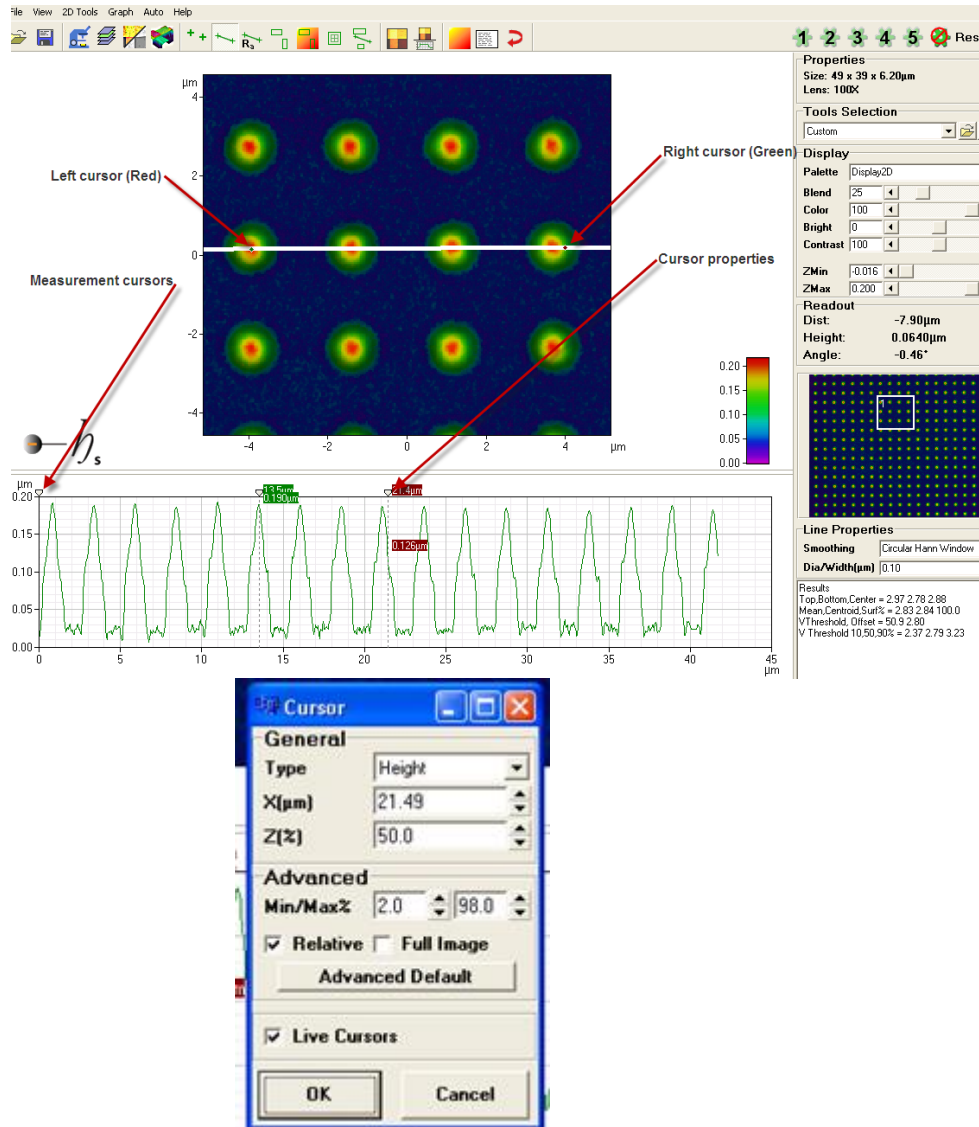 File View 2D Tools Graph Auto Help
Ra
1 2 3 4 5 Res
Properties
Size: 49 x 39 x 6.20µm
Lens: 100X
Tools Selection
Custom
Display
Palette Display2D
Blend 25
Color 100
Bright 0
Contrast 100
ZMin -0.016
ZMax 0.200
Readout
Dist: -7.90µm
Height: 0.0640µm
Angle: -0.46°
1
Line Properties
Smoothing Circular Hann Window
Dia/Width(µm) 0.10
Results
Top,Bottom,Center = 2.97 2.78 2.88
Mean,Centroid,Surf% = 2.83 2.84 100.0
VThreshold, Offset = 50.9 2.80
V Threshold 10,50,90% = 2.37 2.79 3.23
µm
4
2
0
-2
-4
-4 -2 0 2 4 µm
Left cursor (Red)
Right cursor (Green)
Measurement cursors
Cursor properties
0.20
0.15
0.10
0.05
0.00
hs
µm
0.20
0.15
0.10
0.05
0.00
0 5 10 15 20 25 30 35 40 45
µm
13.5µm
0.190µm
21.4µm
0.126µm
Cursor
General
Type Height
X(µm) 21.49
Z(%) 50.0
Advanced
Min/Max% 2.0 98.0
Relative Full Image
Advanced Default
Live Cursors
OK Cancel